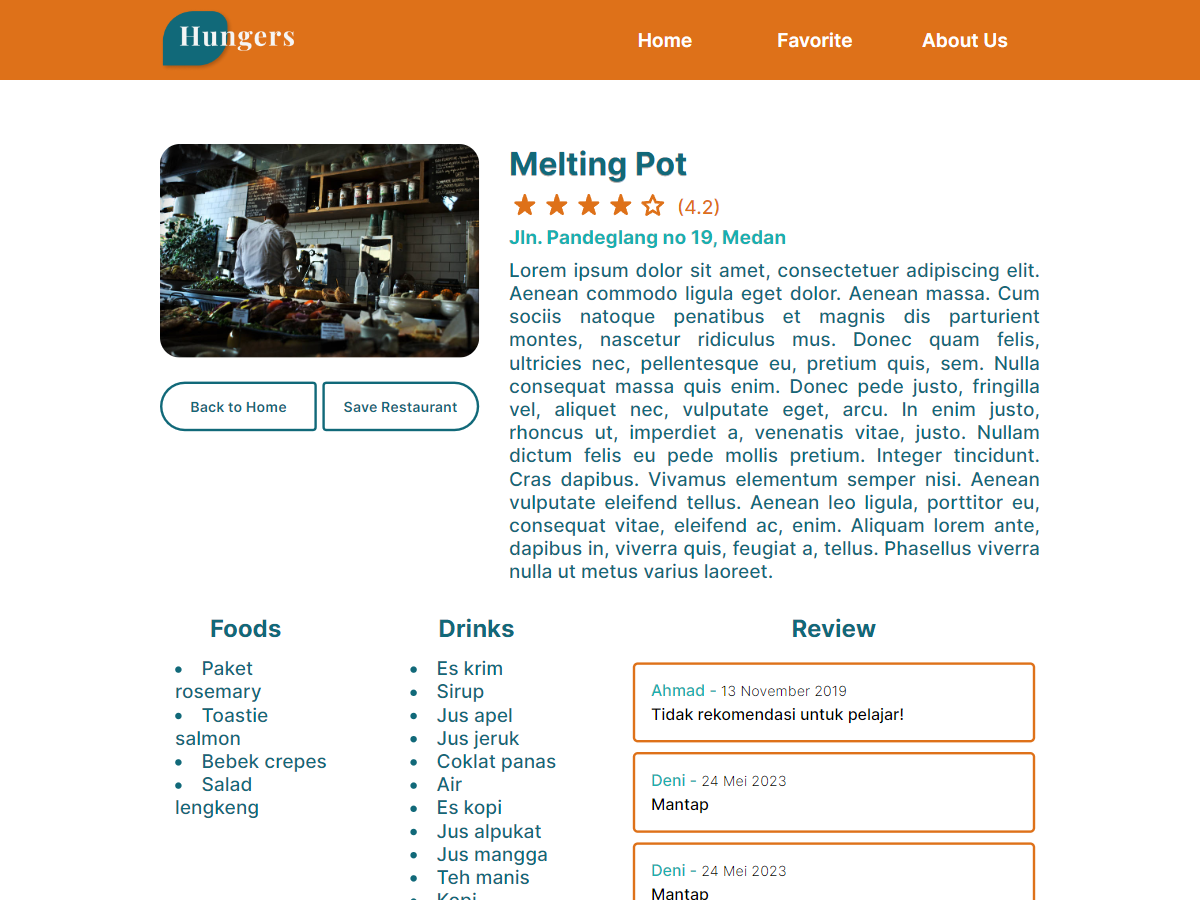 Hungers
Home
Favorite
About Us
Melting Pot
(4.2)
Jln. Pandeglang no 19, Medan
Lorem ipsum dolor sit amet, consectetuer adipiscing elit.
Aenean commodo ligula eget dolor. Aenean massa. Cum
sociis natoque penatibus et magnis dis parturient
montes, nascetur ridiculus mus. Donec quam felis,
ultricies nec, pellentesque eu, pretium quis, sem. Nulla
consequat massa quis enim. Donec pede justo, fringilla
vel, aliquet nec, vulputate eget, arcu. In enim justo,
rhoncus ut, imperdiet a, venenatis vitae, justo. Nullam
dictum felis eu pede mollis pretium. Integer tincidunt.
Cras dapibus. Vivamus elementum semper nisi. Aenean
vulputate eleifend tellus. Aenean leo ligula, porttitor eu,
consequat vitae, eleifend ac, enim. Aliquam lorem ante,
dapibus in, viverra quis, feugiat a, tellus. Phasellus viverra
nulla ut metus varius laoreet.
Back to Home
Save Restaurant
Foods
• Paket
rosemary
• Toastie
salmon
• Bebek crepes
• Salad
lengkeng
Drinks
• Es krim
• Sirup
• Jus apel
• Jus jeruk
• Coklat panas
• Air
• Es kopi
• Jus alpukat
• Jus mangga
• Teh manis
• Kopi
Review
Ahmad - 13 November 2019
Tidak rekomendasi untuk pelajar!
Deni - 24 Mei 2023
Mantap
Deni - 24 Mei 2023
Mantap